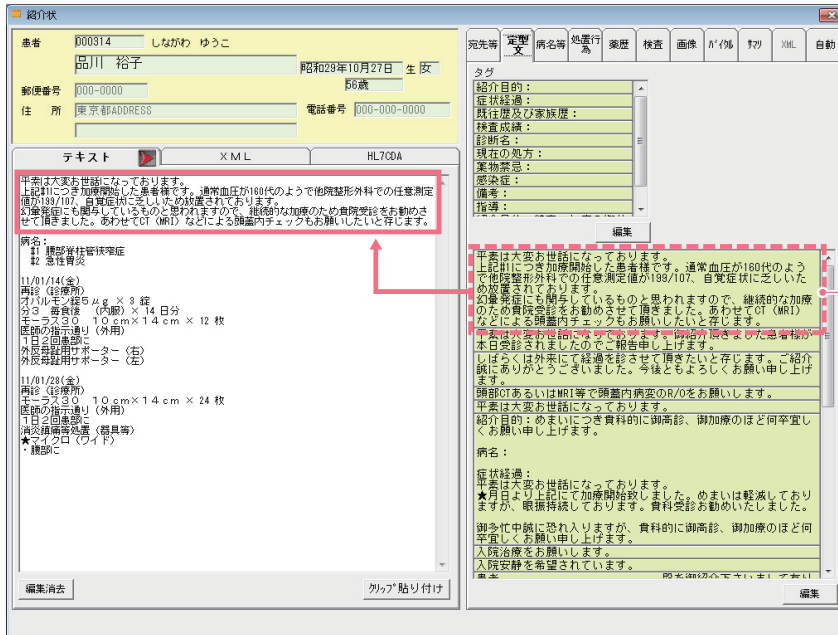 紹介状
患者 000314 しながわ ゆうこ
品川 裕子 昭和29年10月27日 生 女
56歳
郵便番号 000-0000
住 所 東京都ADDRESS 電話番号 000-000-0000
テキスト XML HL7CDA
平素は大変お世話になっております。
上記#1につき加療開始した患者様です。通常血圧が160代のようで他院整形外科での任意測定
値が199/107、自覚症状に乏しいため放置されております。
幻暈発症にも関与しているものと思われますので、継続的な加療のため貴院受診をお勧めさ
せて頂きました。あわせてCT（MRI）などによる頭蓋内チェックもお願いしたいと存じます。
病名：
#1 腰部脊柱管狭窄症
#2 急性胃炎
11/01/14(金)
再診（診療所）
オパルモン錠5μg × 3 錠
分3 毎食後 （内服）× 14 日分
モーラス30 10cm×14cm × 12 枚
医師の指示通り（外用）
1日2回患部に
外反母趾用サポーター（右）
外反母趾用サポーター（左）
11/01/28(金)
再診（診療所）
モーラス30 10cm×14cm × 24 枚
医師の指示通り（外用）
1日2回患部に
消炎鎮痛等処置（器具等）
★マイクロ（ワイド）
・腰部に
編集消去 クリップ貼り付け
宛先等 定型文 病名等 処置行為 薬歴 検査 画像 バイタル サマリ XML 自動
タグ
紹介目的：
症状経過：
既往歴及び家族歴：
検査成績：
診断名：
現在の処方：
薬物禁忌：
感染症：
備考：
指導：
編集
平素は大変お世話になっております。
上記#1につき加療開始した患者様です。通常血圧が160代のよう
で他院整形外科での任意測定値が199/107、自覚症状に乏しいた
め放置されております。
幻暈発症にも関与しているものと思われますので、継続的な加療
のため貴院受診をお勧めさせて頂きました。あわせてCT（MRI）
などによる頭蓋内チェックもお願いしたいと存じます。
平素は大変お世話になっております。御紹介頂きました患者様が
本日受診されましたのでご報告申し上げます。
しばらくは外来にて経過を診させて頂きたいと存じます。ご紹介
誠にありがとうございました。今後ともよろしくお願い申し上げ
ます。
頭部CTあるいはMRI等で頭蓋内病変のR/Oをお願いします。
平素は大変お世話になっております。
紹介目的：めまいにつき貴科的に御高診、御加療のほど何卒宜し
くお願い申し上げます。
病名：
症状経過：
平素は大変お世話になっております。
★月日より上記にて加療開始致しました。めまいは軽減しており
ますが、眼振持続しております。貴科受診お勧めいたしました。
御多忙中誠に恐れ入りますが、貴科的に御高診、御加療のほど何
卒宜しくお願い申し上げます。
入院治療をお願いします。
入院安静を希望されています。
編集